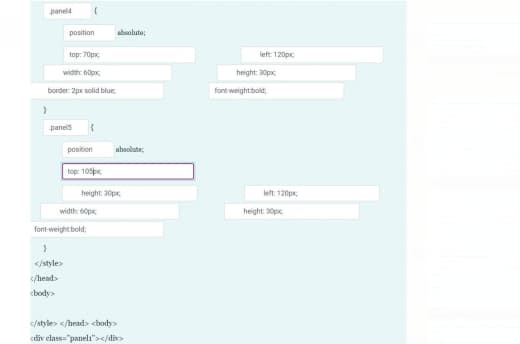 .panel4 {
position absolute;
top: 70px; left: 120px;
width: 60px; height: 30px;
border: 2px solid blue; font-weight:bold;
}
.panel5 {
position absolute;
top: 105px;
height: 30px; left: 120px;
width: 60px; height: 30px;
font-weight:bold;
}
</style>
</head>
<body>
</style> </head> <body>
<div class="panel1"></div>